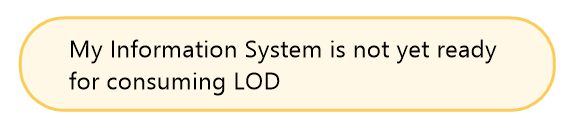 My Information System is not yet ready
for consuming LOD